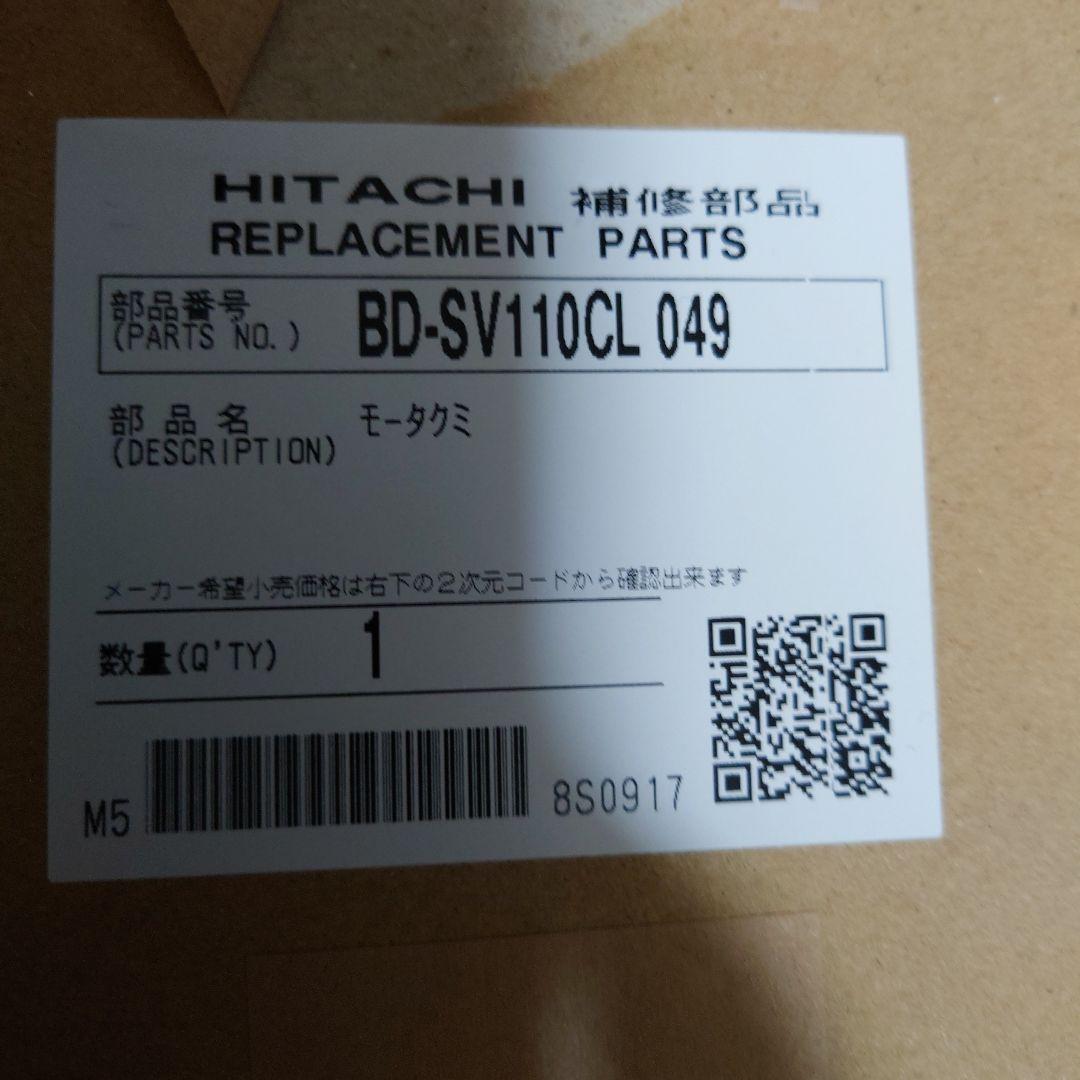 HITACHI 補修部品
REPLACEMENT PARTS
部品番号 BD-SV110CL 049
(PARTS NO.)
部品名 モータクミ
(DESCRIPTION)
メーカー希望小売価格は右下の2次元コードから確認出来ます
数量(Q'TY) 1
M5 8S0917